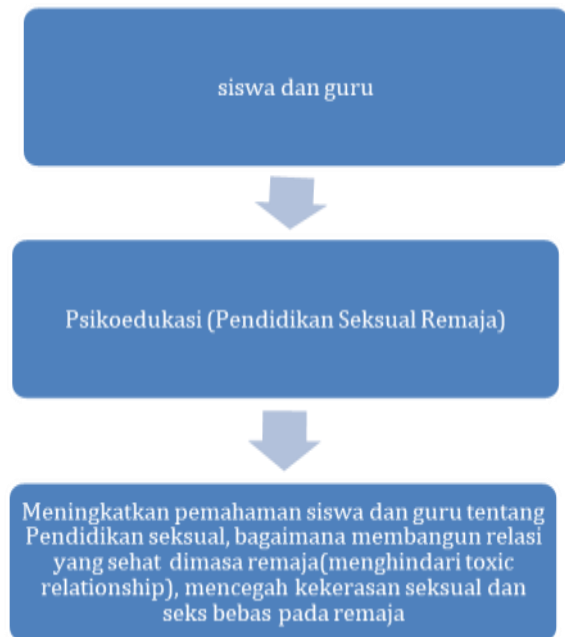 siswa dan guru
Psikoedukasi (Pendidikan Seksual Remaja)
Meningkatkan pemahaman siswa dan guru tentang
Pendidikan seksual, bagaimana membangun relasi
yang sehat dimasa remaja(menghindari toxic
relationship), mencegah kekerasan seksual dan
seks bebas pada remaja